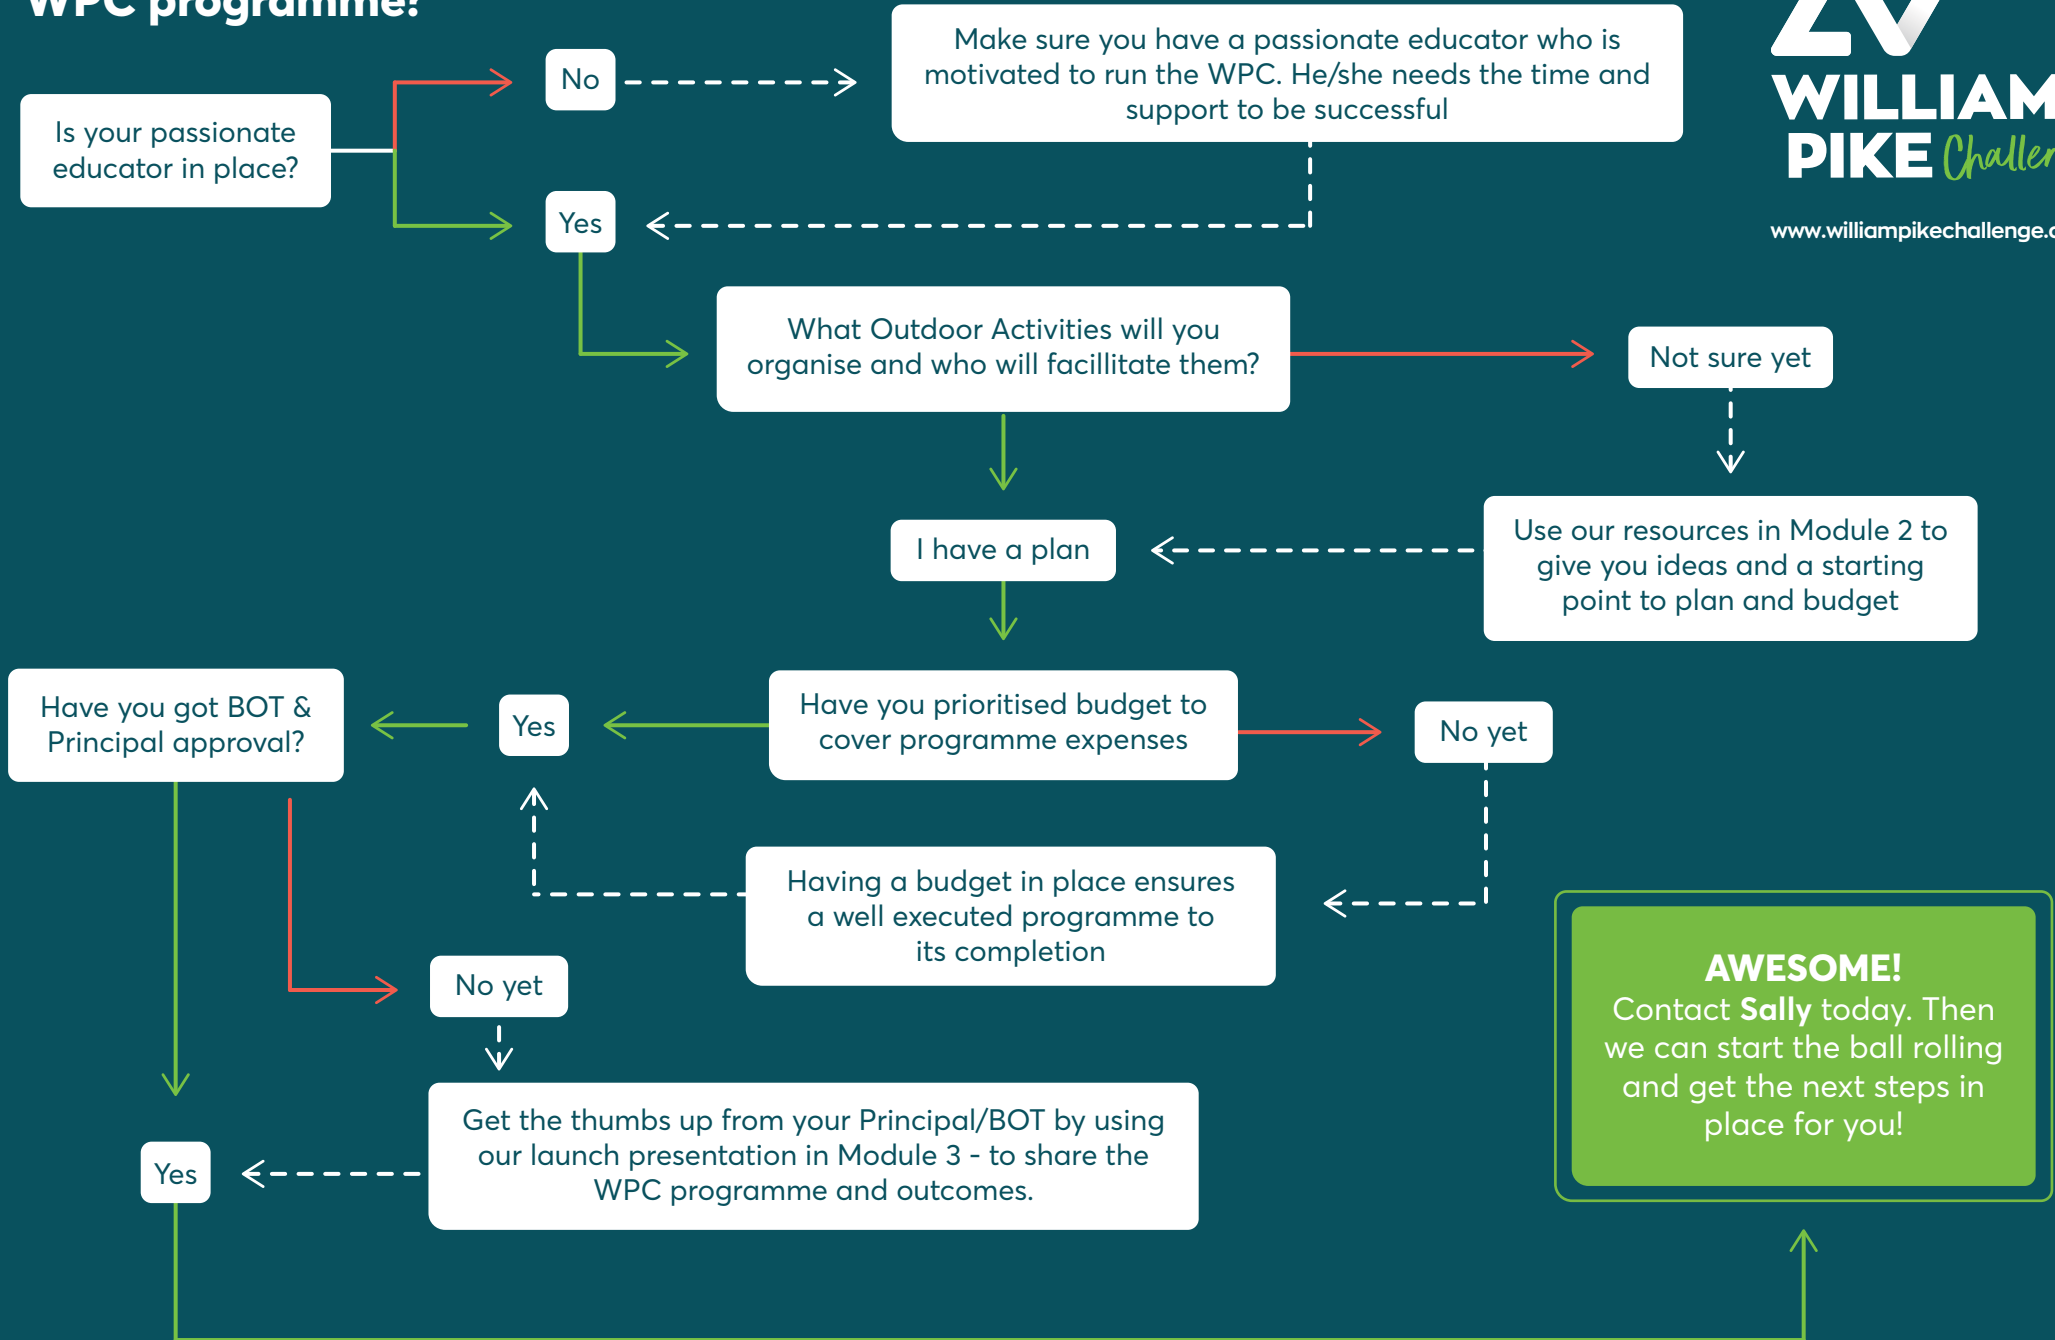 WPC programme?
No
Make sure you have a passionate educator who is
motivated to run the WPC. He/she needs the time and
support to be successful
WILLIAM
PIKE
www.williampikechallenge.
Is your passionate
educator in place?
Yes
What Outdoor Activities will you
organise and who will facillitate them?
Not sure yet
I have a plan
Use our resources in Module 2 to
give you ideas and a starting
point to plan and budget
Have you got BOT &
Principal approval?
Yes
Have you prioritised budget to
cover programme expenses
No yet
Having a budget in place ensures
a well executed programme to
its completion
No yet
AWESOME!
Contact Sally today. Then
we can start the ball rolling
and get the next steps in
place for you!
Get the thumbs up from your Principal/BOT by using
our launch presentation in Module 3 - to share the
WPC programme and outcomes.
Yes